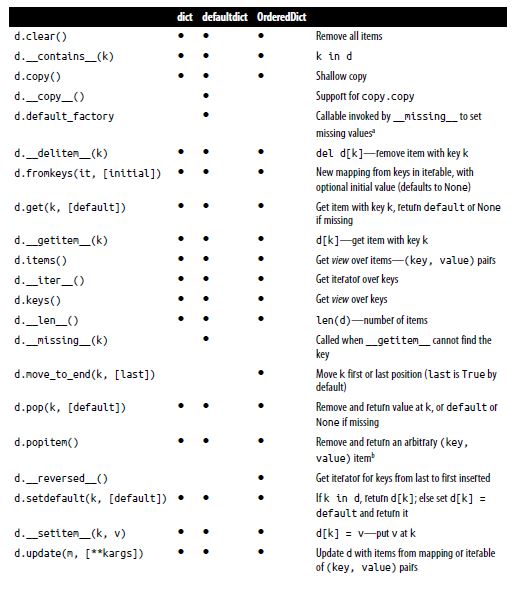 dict defaultdict OrderedDict
d.clear() ● ● ● Remove all items
d.__contains__(k) ● ● ● k in d
d.copy() ● ● ● Shallow copy
d.__copy__() ● Support for copy.copy
d.default_factory ● Callable invoked by __missing__ to set
missing valuesᵃ
d.__delitem__(k) ● ● ● del d[k]—remove item with key k
d.fromkeys(it, [initial]) ● ● ● New mapping from keys in iterable, with
optional initial value (defaults to None)
d.get(k, [default]) ● ● ● Get item with key k, return default or None
if missing
d.__getitem__(k) ● ● ● d[k]—get item with key k
d.items() ● ● ● Get view over items—(key, value) pairs
d.__iter__() ● ● ● Get iterator over keys
d.keys() ● ● ● Get view over keys
d.__len__() ● ● ● len(d)—number of items
d.__missing__(k) ● Called when __getitem__ cannot find the
key
d.move_to_end(k, [last]) ● Move k first or last position (last is True by
default)
d.pop(k, [default]) ● ● ● Remove and return value at k, or default or
None if missing
d.popitem() ● ● ● Remove and return an arbitrary (key,
value) itemᵇ
d.__reversed__() ● Get iterator for keys from last to first inserted
d.setdefault(k, [default]) ● ● ● If k in d, return d[k]; else set d[k] =
default and return it
d.__setitem__(k, v) ● ● ● d[k] = v—put v at k
d.update(m, [**kargs]) ● ● ● Update d with items from mapping or iterable
of (key, value) pairs